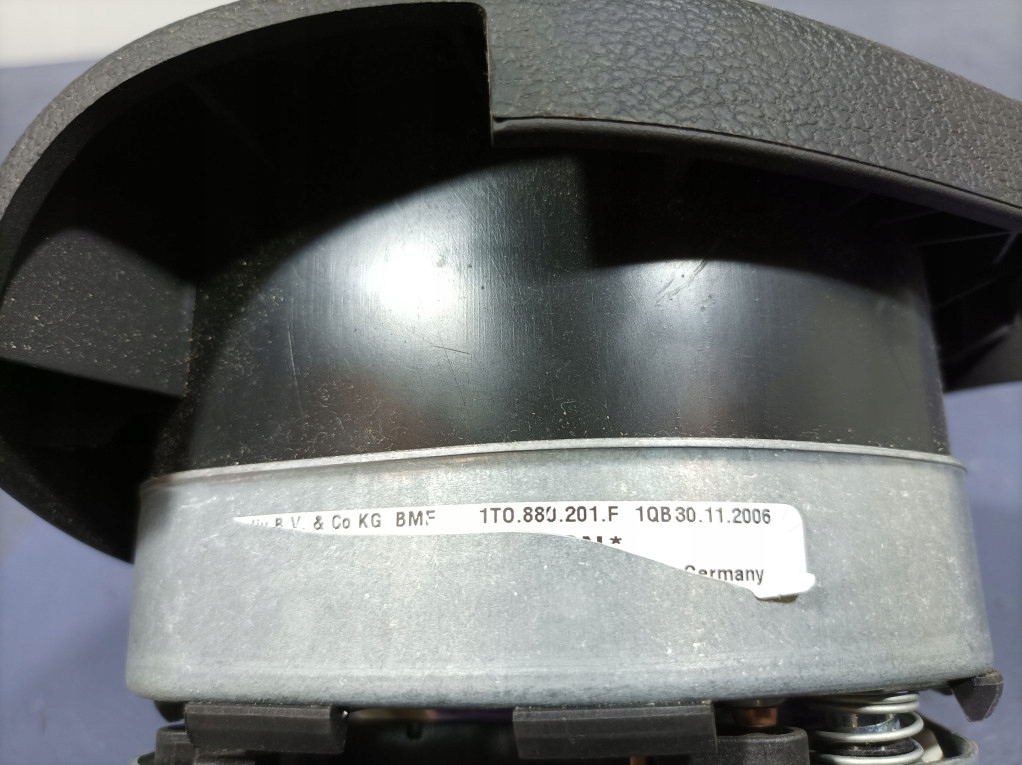 B.V. & Co KG BMF 1T0.880.201.F 1QB 30.11.2006
Germany